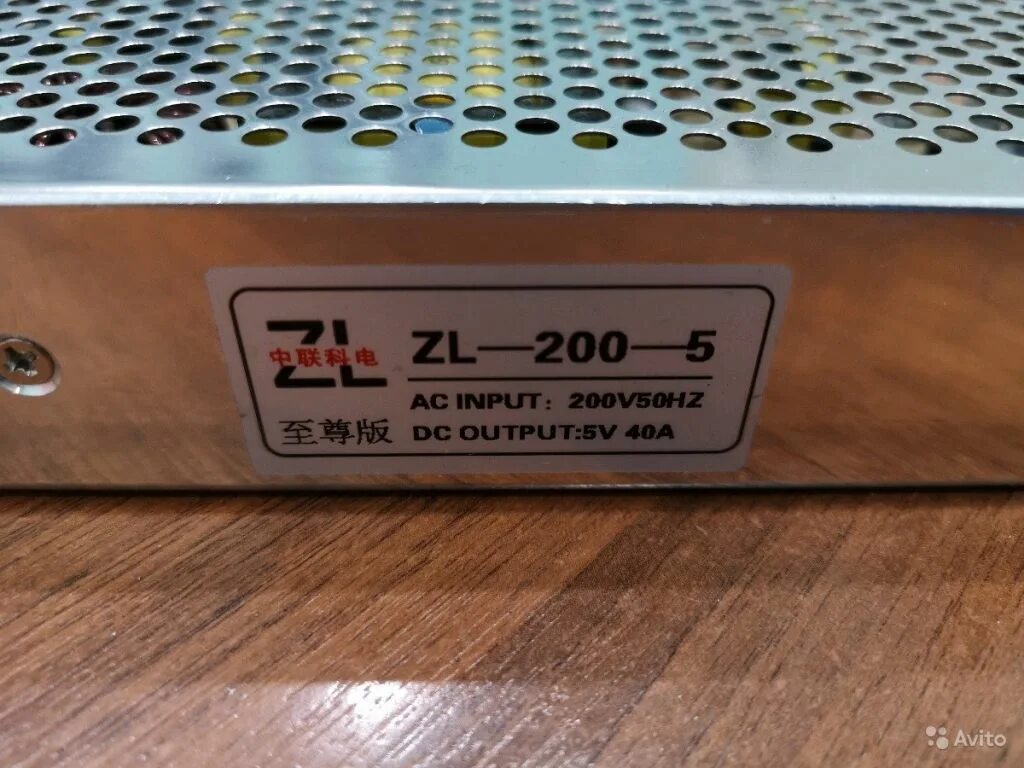 ZL
中联科电
至尊版
ZL—200—5
AC INPUT: 200V50HZ
DC OUTPUT:5V 40A
Avito